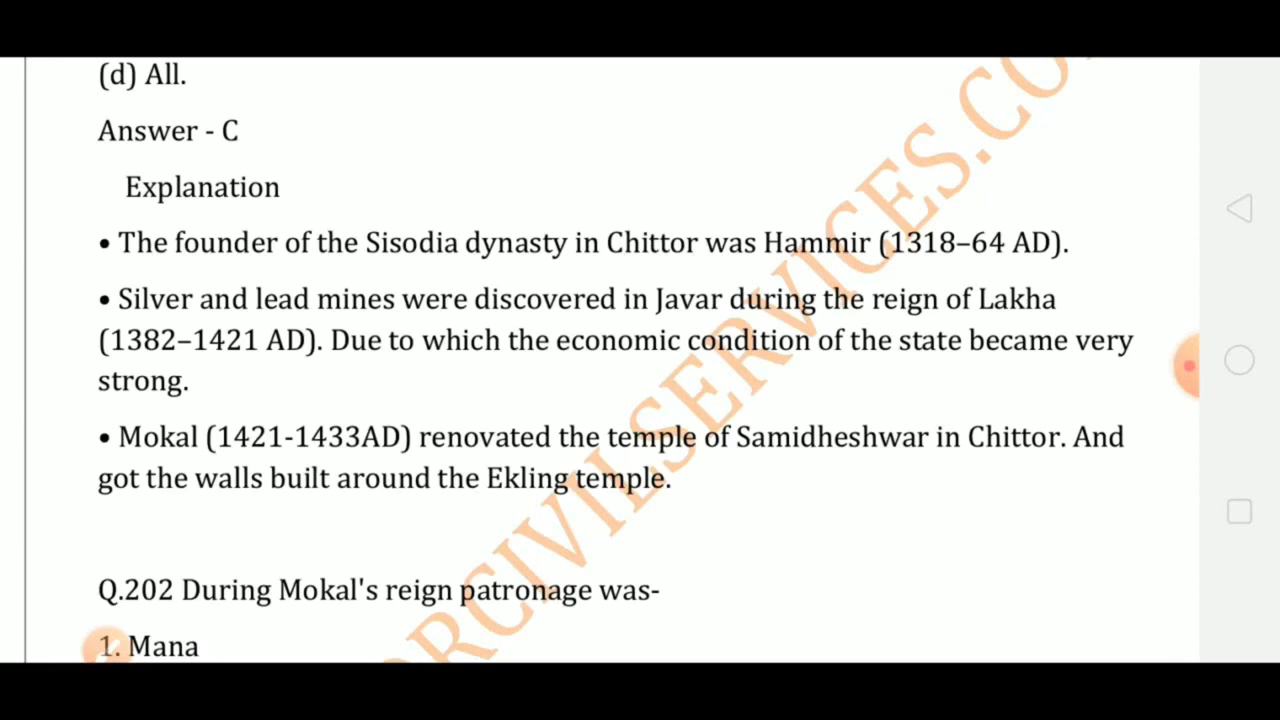 (d) All.
Answer - C
Explanation
• The founder of the Sisodia dynasty in Chittor was Hammir (1318–64 AD).
• Silver and lead mines were discovered in Javar during the reign of Lakha
(1382–1421 AD). Due to which the economic condition of the state became very
strong.
• Mokal (1421-1433AD) renovated the temple of Samidheshwar in Chittor. And
got the walls built around the Ekling temple.
Q.202 During Mokal's reign patronage was-
1. Mana
ORCIVILSERVICES.CO